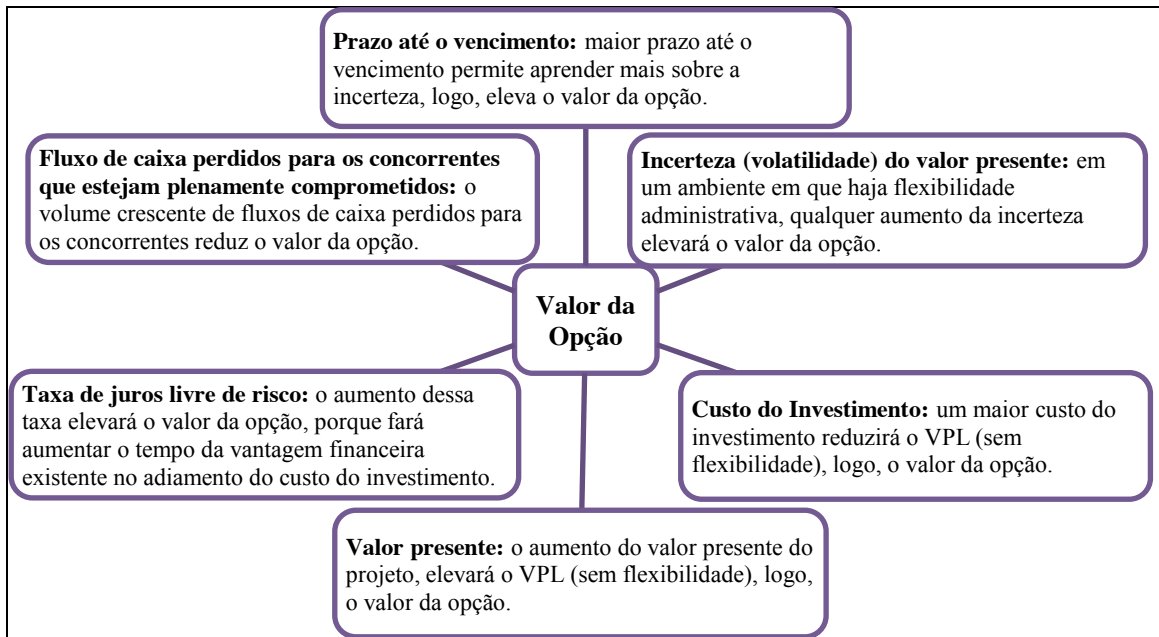 Prazo até o vencimento: maior prazo até o
vencimento permite aprender mais sobre a
incerteza, logo, eleva o valor da opção.
Fluxo de caixa perdidos para os concorrentes
que estejam plenamente comprometidos: o
volume crescente de fluxos de caixa perdidos para
os concorrentes reduz o valor da opção.
Incerteza (volatilidade) do valor presente: em
um ambiente em que haja flexibilidade
administrativa, qualquer aumento da incerteza
elevará o valor da opção.
Valor da
Opção
Taxa de juros livre de risco: o aumento dessa
taxa elevará o valor da opção, porque fará
aumentar o tempo da vantagem financeira
existente no adiamento do custo do investimento.
Custo do Investimento: um maior custo do
investimento reduzirá o VPL (sem
flexibilidade), logo, o valor da opção.
Valor presente: o aumento do valor presente do
projeto, elevará o VPL (sem flexibilidade), logo,
o valor da opção.